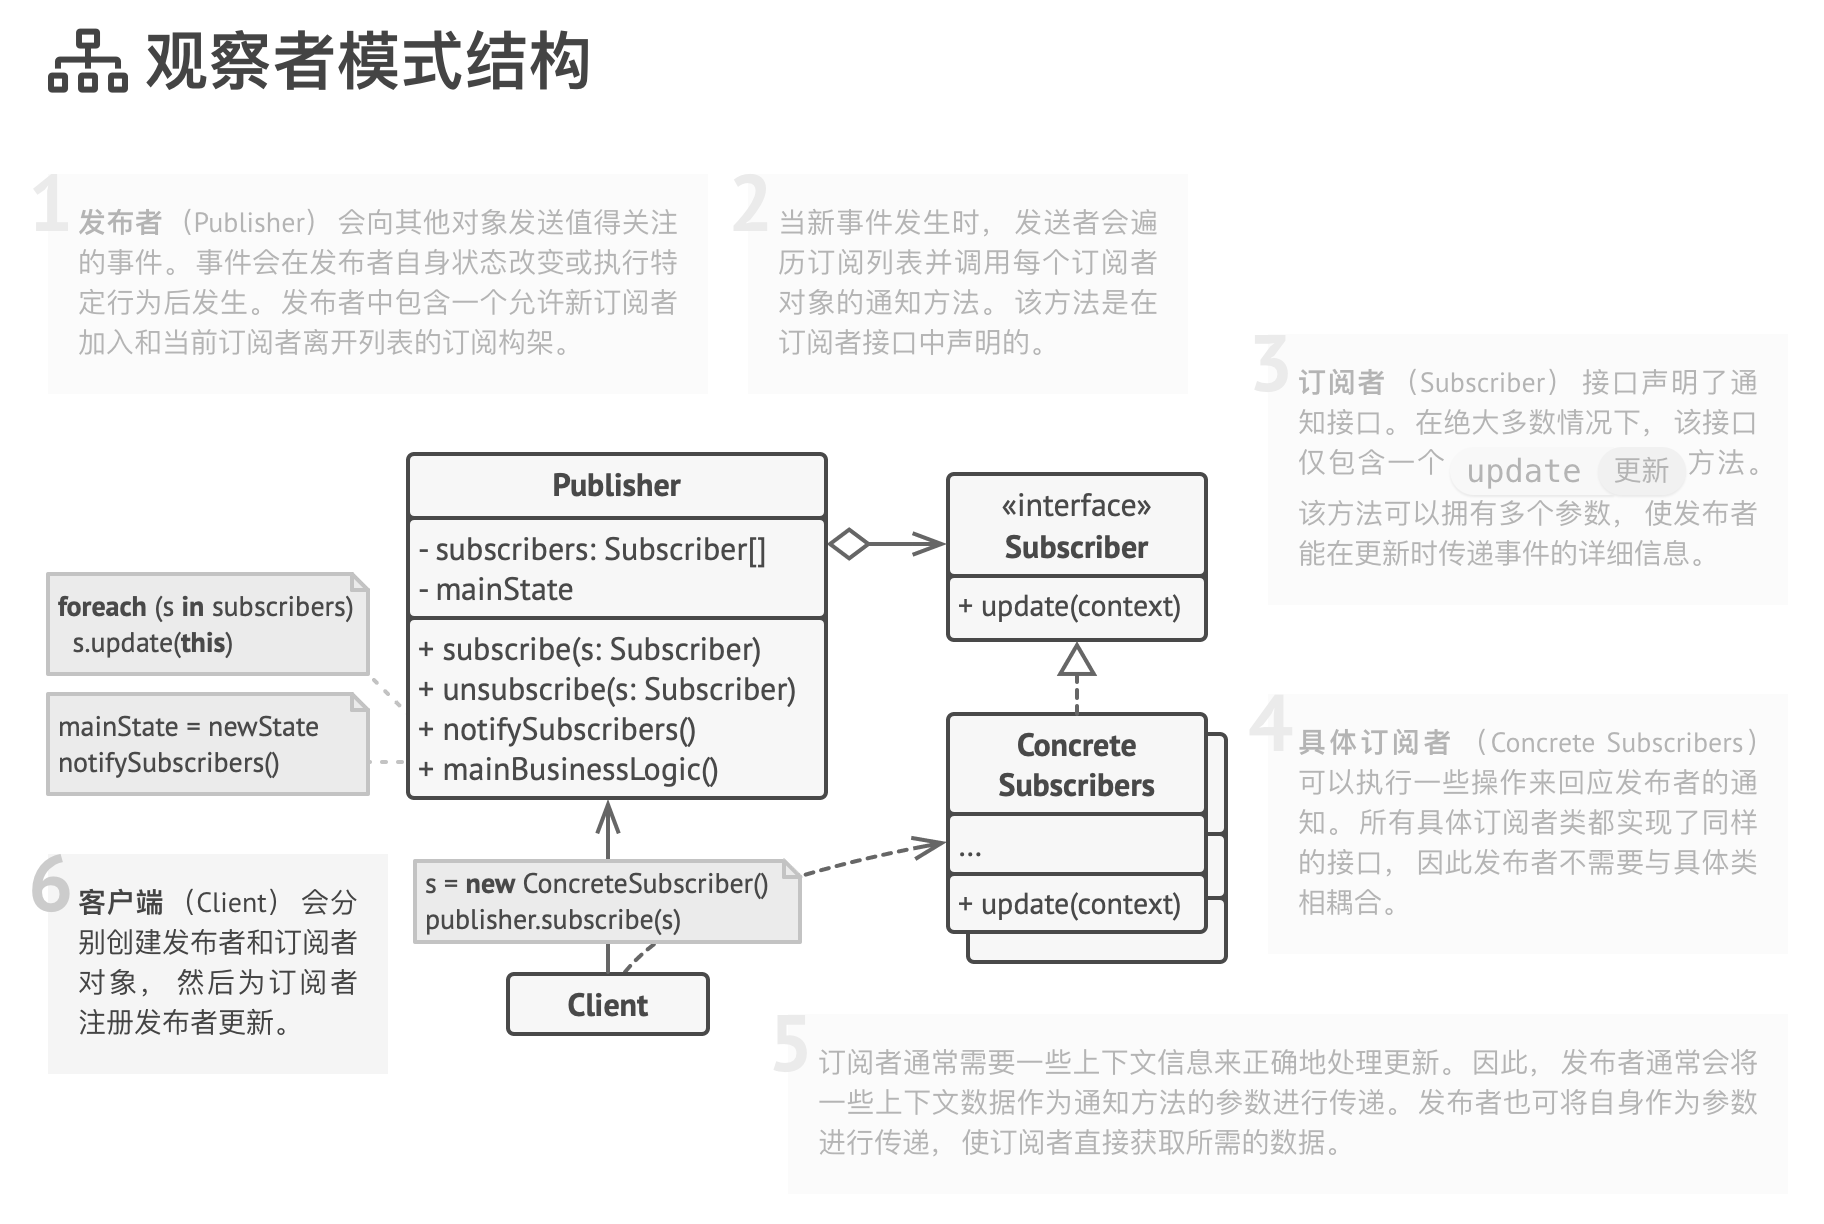 观察者模式结构
1
发布者 （Publisher） 会向其他对象发送值得关注
的事件。 事件会在发布者自身状态改变或执行特
定行为后发生。 发布者中包含一个允许新订阅者
加入和当前订阅者离开列表的订阅构架。
2
当新事件发生时， 发送者会遍
历订阅列表并调用每个订阅者
对象的通知方法。 该方法是在
订阅者接口中声明的。
3
订阅者 （Subscriber） 接口声明了通
知接口。 在绝大多数情况下， 该接口
仅包含一个 update 更新 方法。
该方法可以拥有多个参数， 使发布者
能在更新时传递事件的详细信息。
Publisher
- subscribers: Subscriber[]
- mainState
+ subscribe(s: Subscriber)
+ unsubscribe(s: Subscriber)
+ notifySubscribers()
+ mainBusinessLogic()
«interface»
Subscriber
+ update(context)
foreach (s in subscribers)
s.update(this)
mainState = newState
notifySubscribers()
Concrete
Subscribers
...
+ update(context)
4
具体订阅者 （Concrete Subscribers）
可以执行一些操作来回应发布者的通
知。 所有具体订阅者类都实现了同样
的接口， 因此发布者不需要与具体类
相耦合。
6
客户端 （Client） 会分
别创建发布者和订阅者
对象， 然后为订阅者
注册发布者更新。
s = new ConcreteSubscriber()
publisher.subscribe(s)
Client
5
订阅者通常需要一些上下文信息来正确地处理更新。 因此， 发布者通常会将
一些上下文数据作为通知方法的参数进行传递。 发布者也可将自身作为参数
进行传递， 使订阅者直接获取所需的数据。